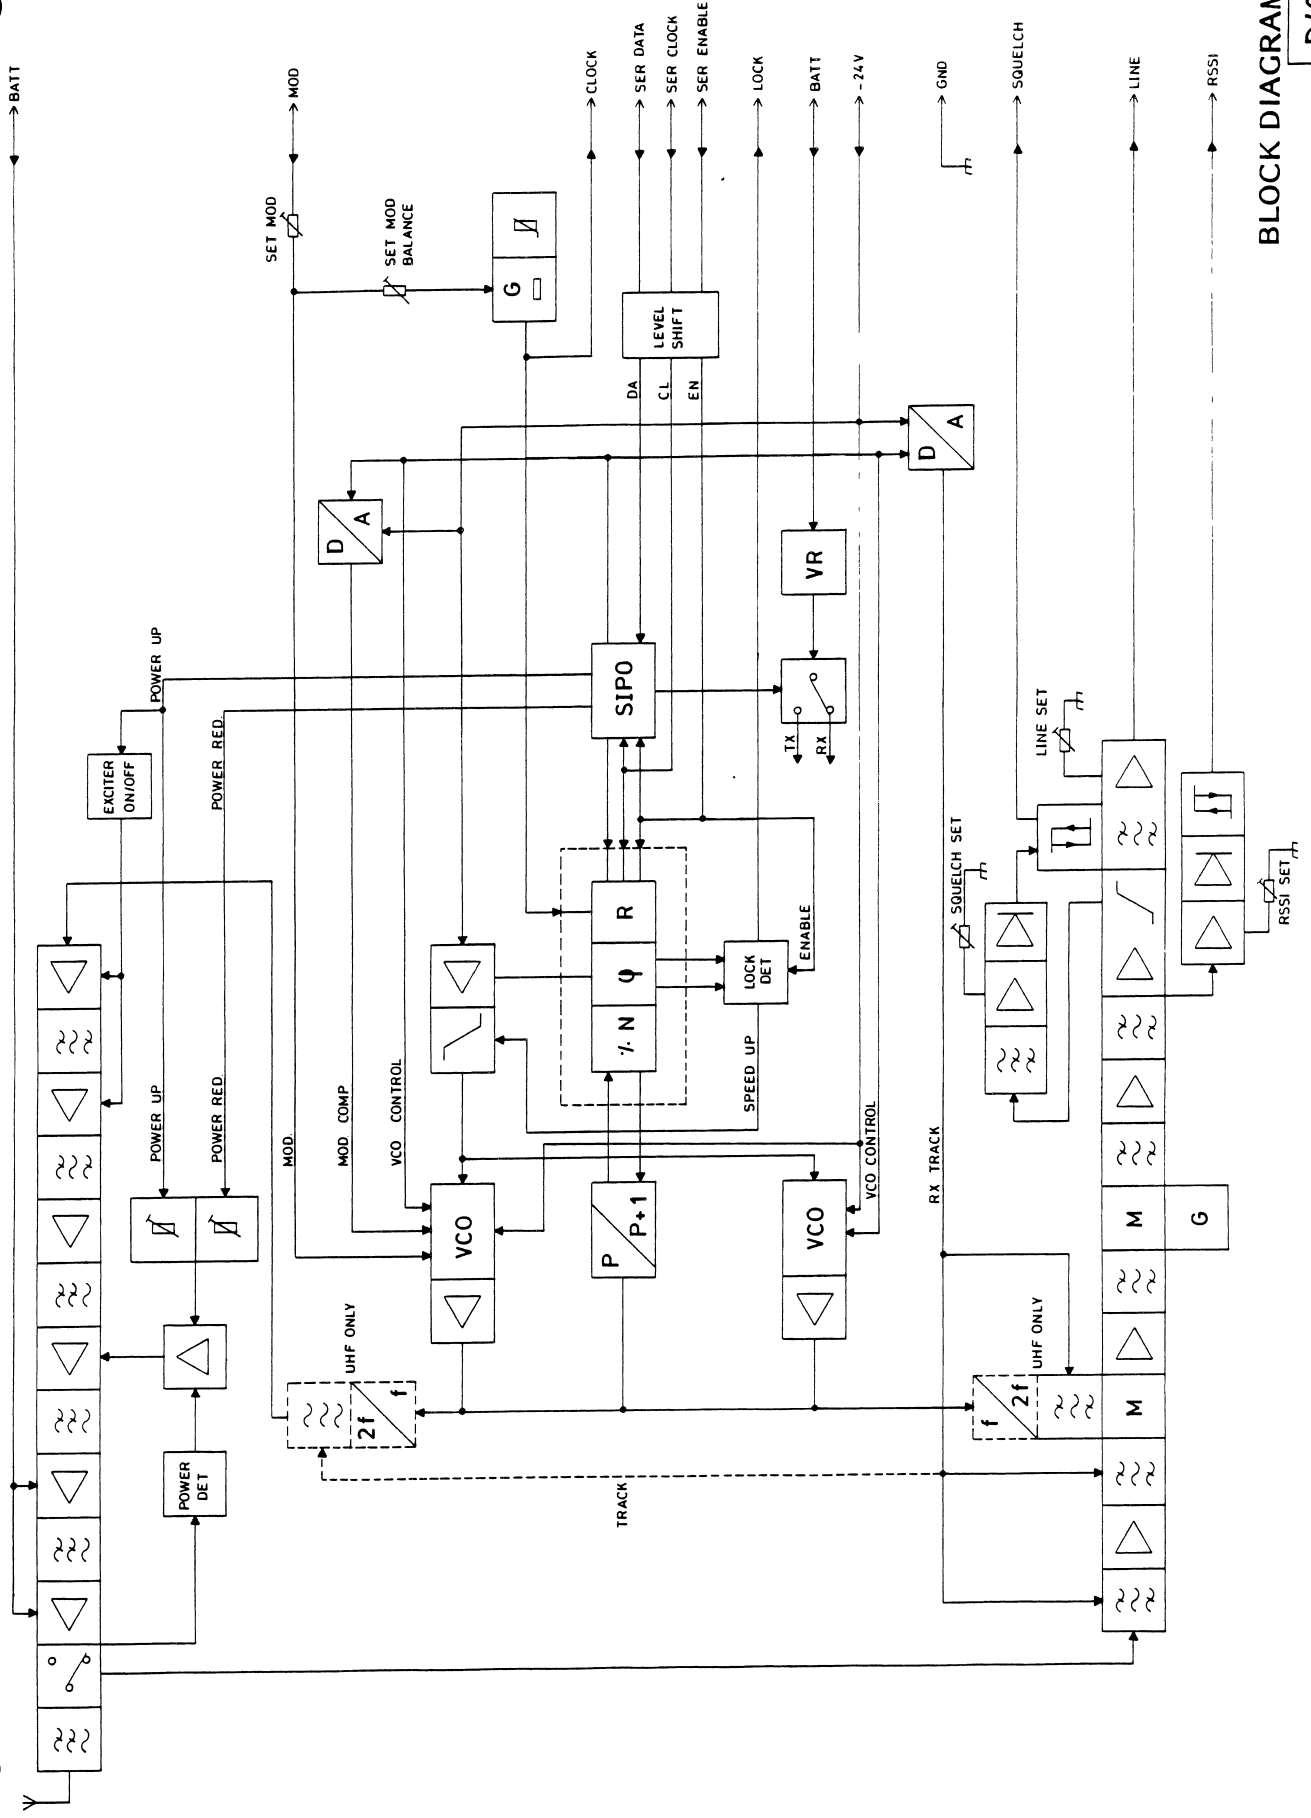 BATT
MOD
CLOCK
SER DATA
SER CLOCK
SER ENABLE
LOCK
BATT
-24V
GND
SQUELCH
LINE
RSSI
BLOCK DIAGRAM
SET MOD
SET MOD
BALANCE
G
LEVEL
SHIFT
DA
CL
EN
D
A
D
A
VR
SIPO
TX
RX
POWER UP
EXCITER
ON/OFF
POWER RED.
LINE SET
SQUELCH SET
RSSI SET
R
φ
% N
LOCK
DET
ENABLE
SPEED UP
POWER UP
POWER RED.
MOD.
MOD. COMP
VCO CONTROL
VCO CONTROL
RX TRACK
VCO
P
P+1
VCO
M
G
UHF ONLY
2f
f
UHF ONLY
f
2f
M
POWER
DET
TRACK